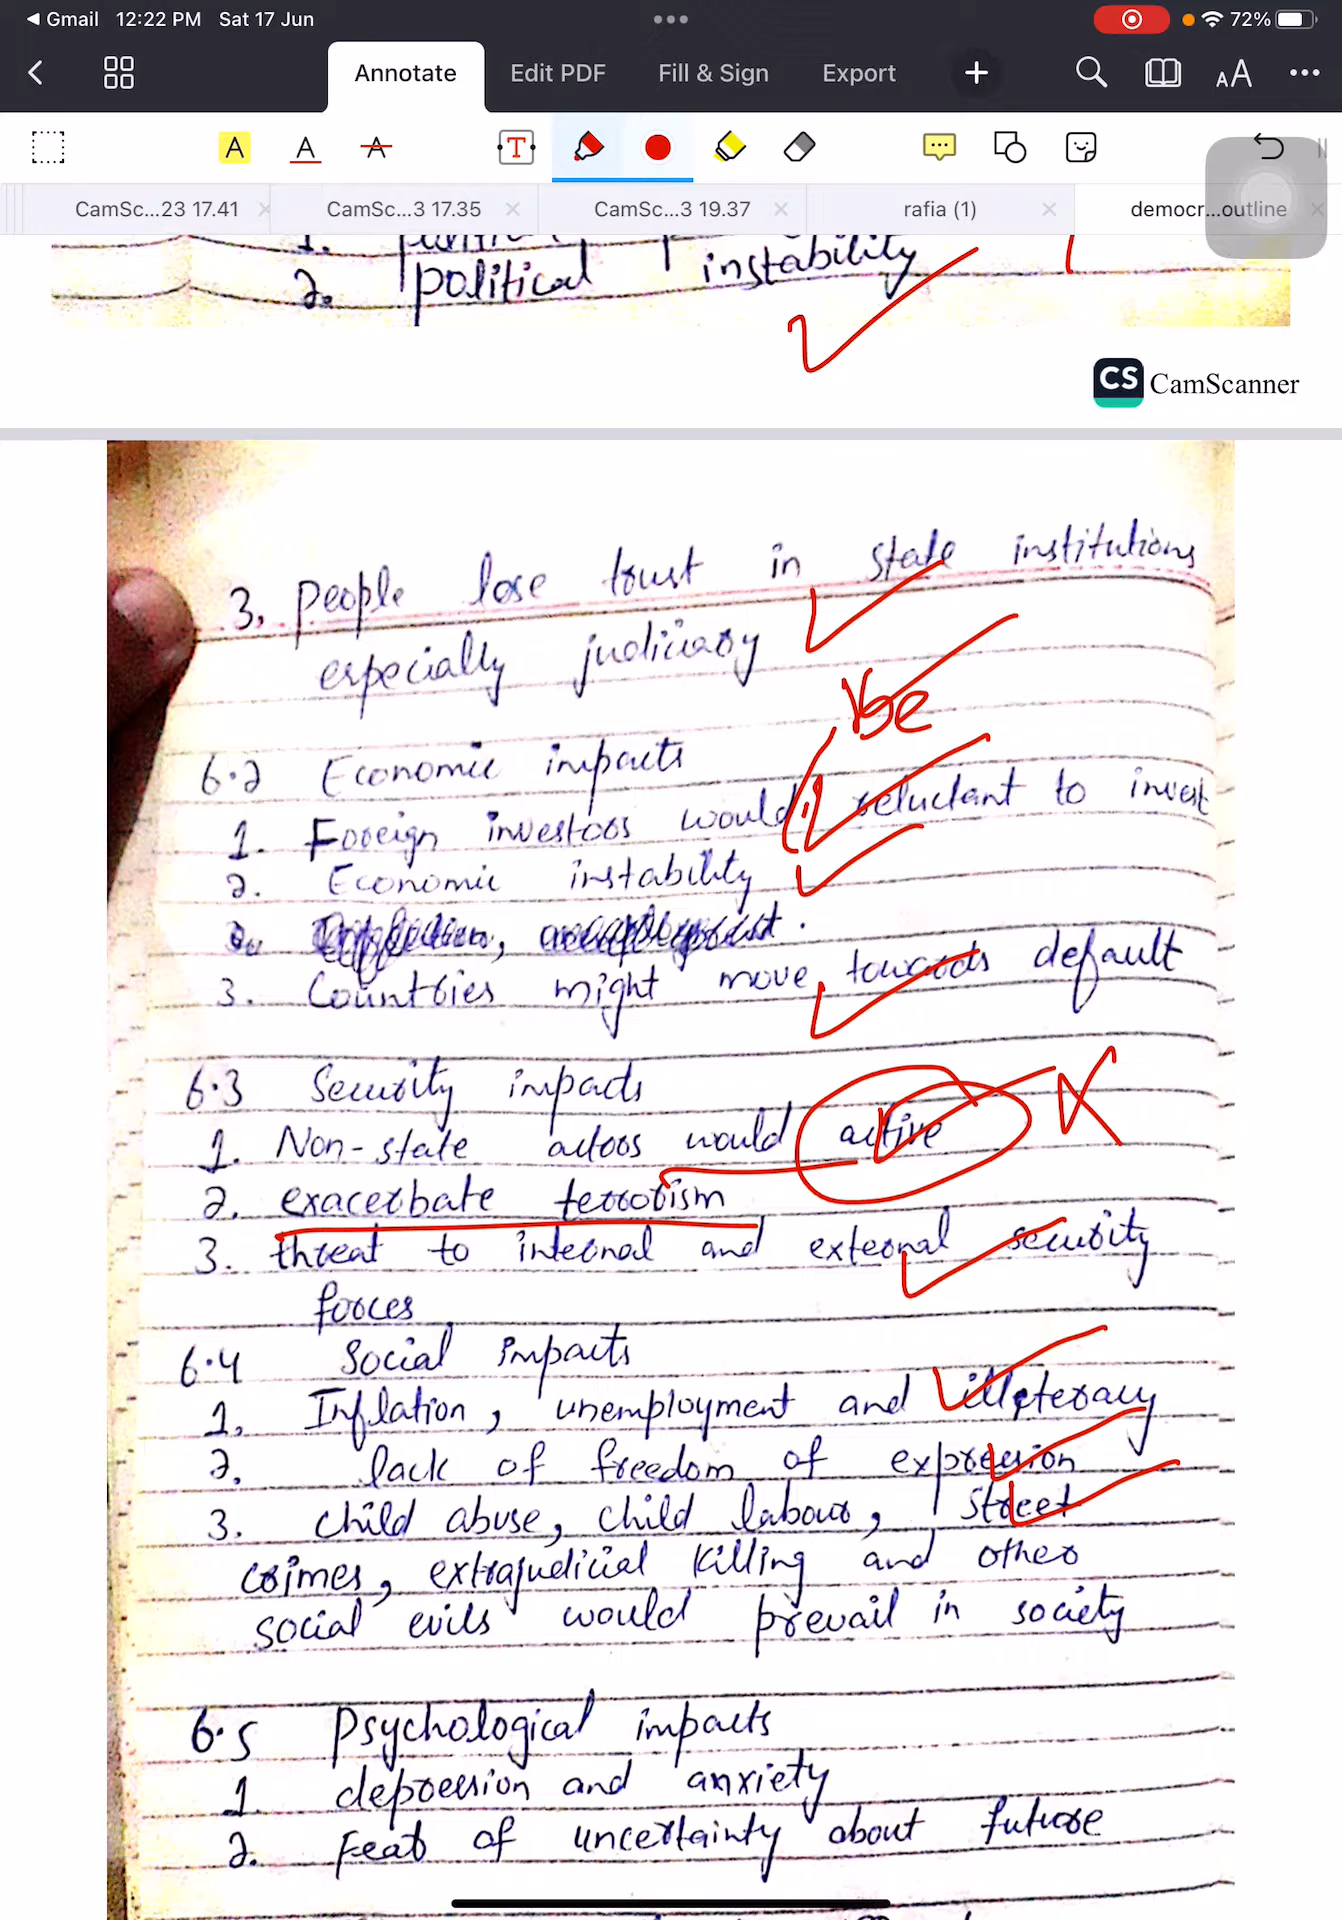 Gmail 12:22 PM Sat 17 Jun 72%
Annotate Edit PDF Fill & Sign Export
CamSc...23 17.41 CamSc...3 17.35 CamSc...3 19.37 rafia (1) democr...outline
1.
2. political instability
CS CamScanner
3. people lose trust in state institutions
especially judiciary
be
6.2 Economic impacts
1. Foreign investors would reluctant to invest
2. Economic instability
3. Countries might move towards default
6.3 Security impacts
1. Non-state actors would active
2. exacerbate terrorism
3. threat to internal and external security
forces
6.4 Social impacts
1. Inflation, unemployment and illeteracy
2. lack of freedom of expression
3. child abuse, child labour, street
crimes, extrajudicial killing and other
social evils would prevail in society
6.5 Psychological impacts
1. depression and anxiety
2. Fear of uncertainty about future